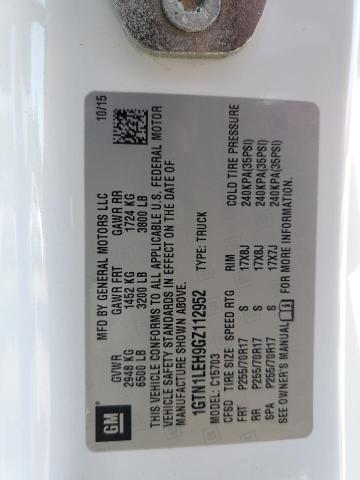 MFD BY GENERAL MOTORS LLC
10/15
GVWR GAWR FRT GAWR RR
2948 KG 1452 KG 1724 KG
6500 LB 3200 LB 3800 LB
THIS VEHICLE CONFORMS TO ALL APPLICABLE U.S. FEDERAL MOTOR
VEHICLE SAFETY STANDARDS IN EFFECT ON THE DATE OF
MANUFACTURE SHOWN ABOVE.
1GTN1LEH9GZ112952 TYPE: TRUCK
MODEL: C15703
CFSD TIRE SIZE SPEED RTG RIM COLD TIRE PRESSURE
FRT P255/70R17 S 17X8J 240KPA(35PSI)
RR P255/70R17 S 17X8J 240KPA(35PSI)
SPA P255/70R17 S 17X7J 240KPA(35PSI)
SEE OWNER'S MANUAL FOR MORE INFORMATION.
GM